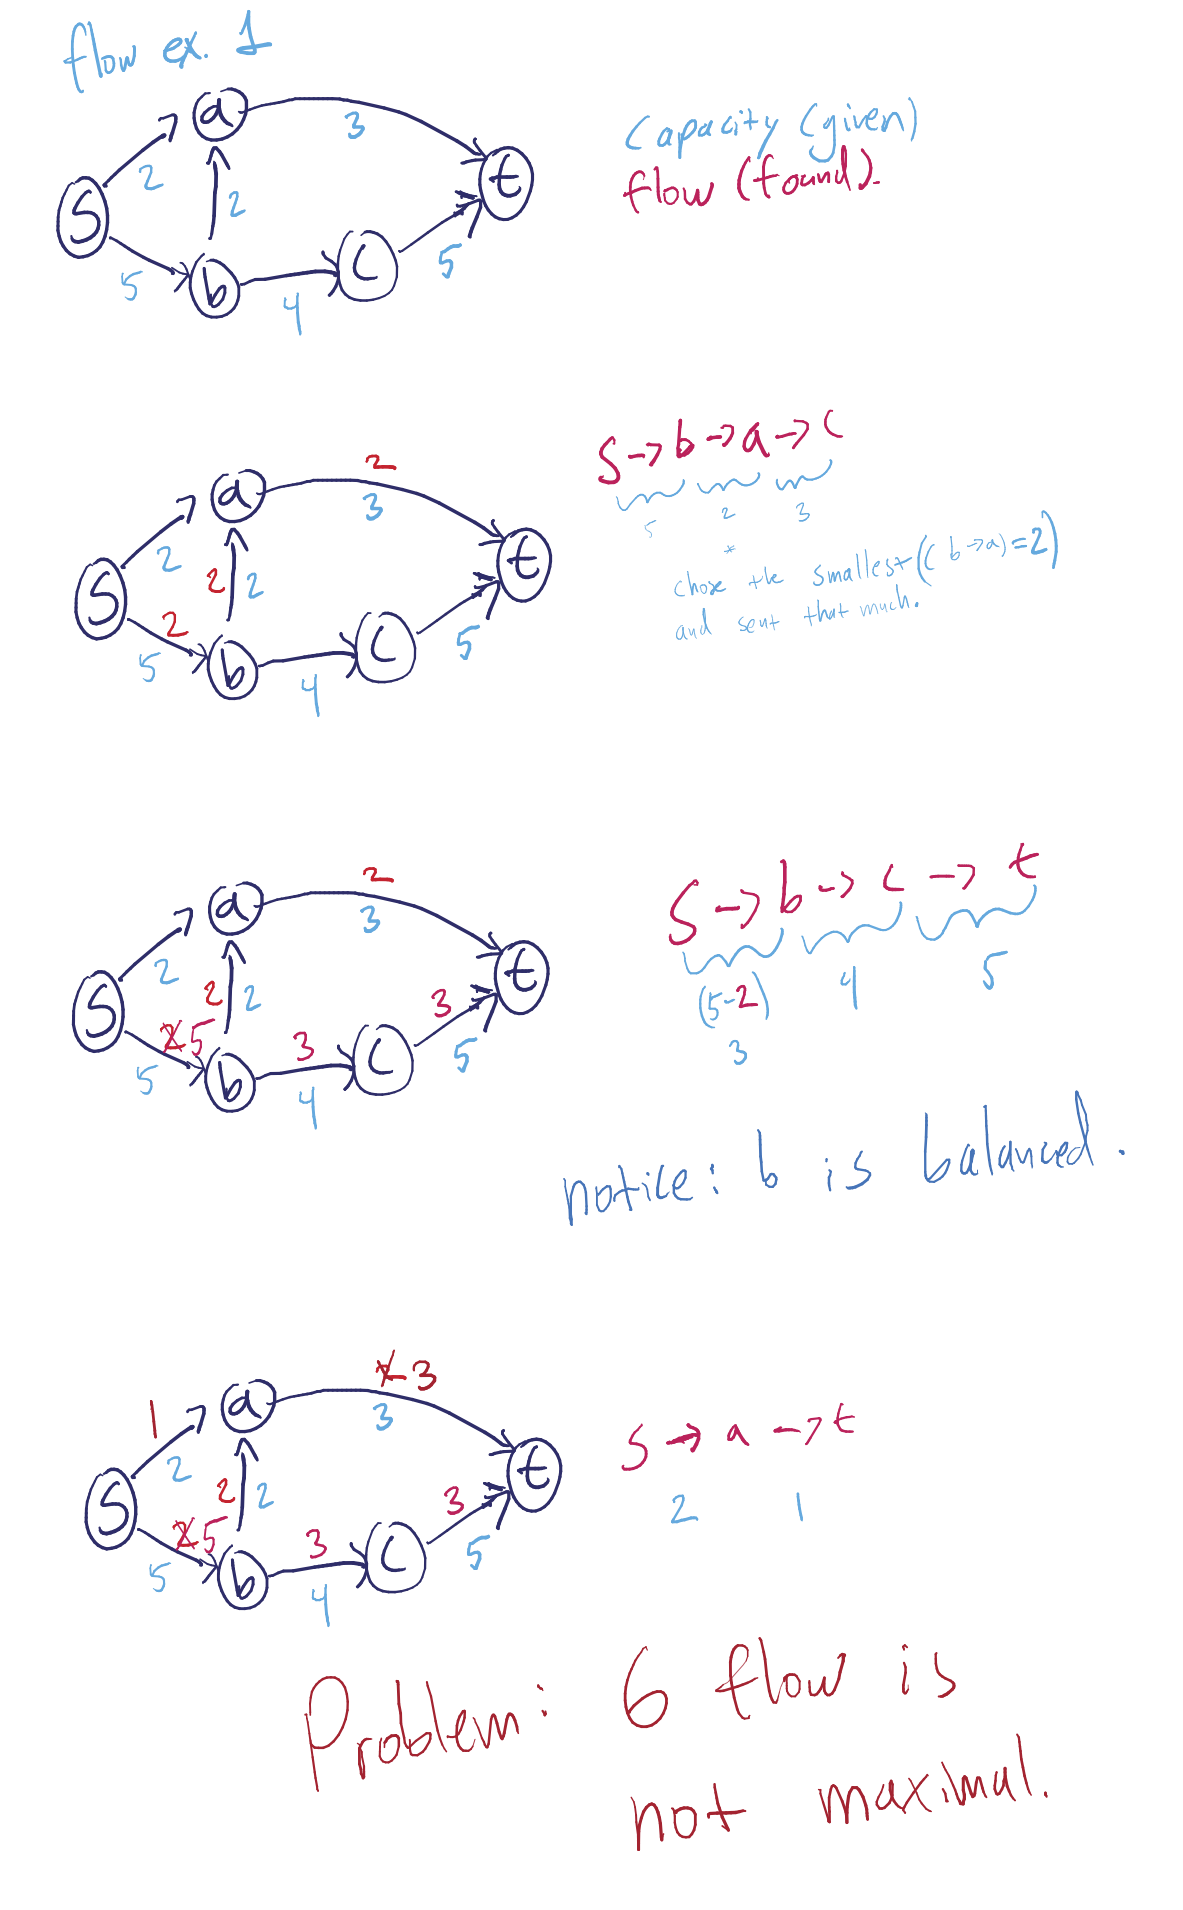 flow ex. 1
a
3
Capacity (given)
flow (found).
2
t
S
2
5
c
5
b
4
S -> b -> a -> c
5 2 3
*
chose the smallest (C b->a) = 2)
and sent that much.
a
2
3
2
t
S
2 2
2
5
c
5
b
4
S -> b -> c -> t
(5-2) 4 5
3
a
2
3
2
t
S
2 2
3
2 5
3
5
c
5
b
4
notice: b is balanced.
2 3
1
a
3
S -> a -> t
2 1
2
t
S
2 2
3
2 5
3
5
c
5
b
4
Problem: 6 flow is
not maximal.